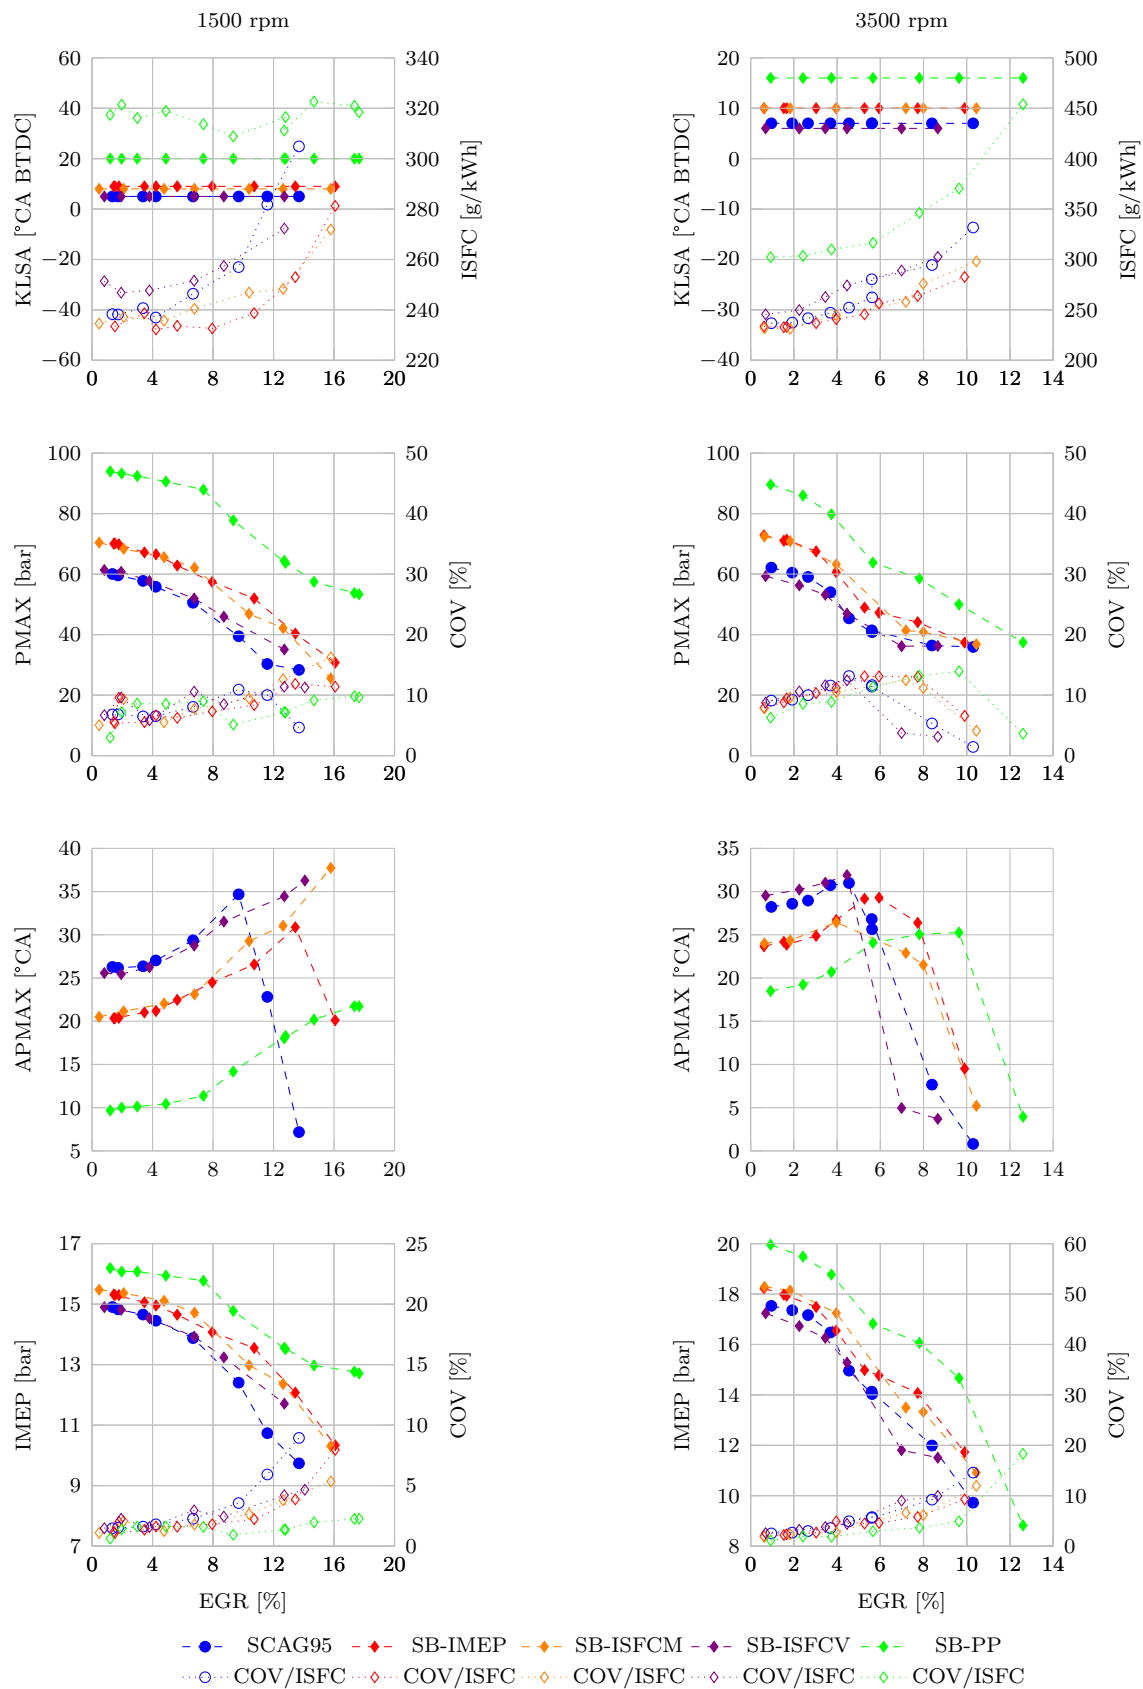 1500 rpm 3500 rpm
60 340 20 500
40 320 10 450
20 300 0 400
0 280 −10 350
−20 260 −20 300
−40 240 −30 250
−60 220 −40 200
0 4 8 12 16 20 0 2 4 6 8 10 12 14
KLSA [°CA BTDC] ISFC [g/kWh] KLSA [°CA BTDC] ISFC [g/kWh]
100 50 100 50
80 40 80 40
60 30 60 30
40 20 40 20
20 10 20 10
0 0 0 0
0 4 8 12 16 20 0 2 4 6 8 10 12 14
PMAX [bar] COV [%] PMAX [bar] COV [%]
40 35
35 30
30 25
25 20
20 15
15 10
10 5
5 0
0 4 8 12 16 20 0 2 4 6 8 10 12 14
APMAX [°CA] APMAX [°CA]
17 25 20 60
15 20 18 50
13 15 16 40
11 10 14 30
9 5 12 20
7 0 10 10
8 0
0 4 8 12 16 20 0 2 4 6 8 10 12 14
IMEP [bar] COV [%] IMEP [bar] COV [%]
EGR [%] EGR [%]
SCAG95 SB-IMEP SB-ISFCM SB-ISFCV SB-PP
COV/ISFC COV/ISFC COV/ISFC COV/ISFC COV/ISFC